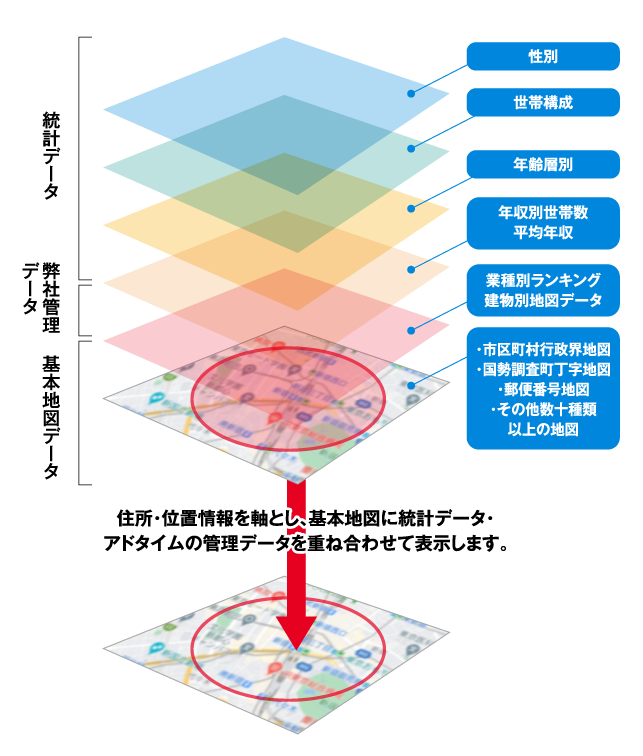 統計データ
性別
世帯構成
年齢層別
年収別世帯数
平均年収
弊社管理
データ
業種別ランキング
建物別地図データ
基本地図データ
・市区町村行政界地図
・国勢調査町丁字地図
・郵便番号地図
・その他数十種類
以上の地図
住所・位置情報を軸とし、基本地図に統計データ・
アドタイムの管理データを重ね合わせて表示します。